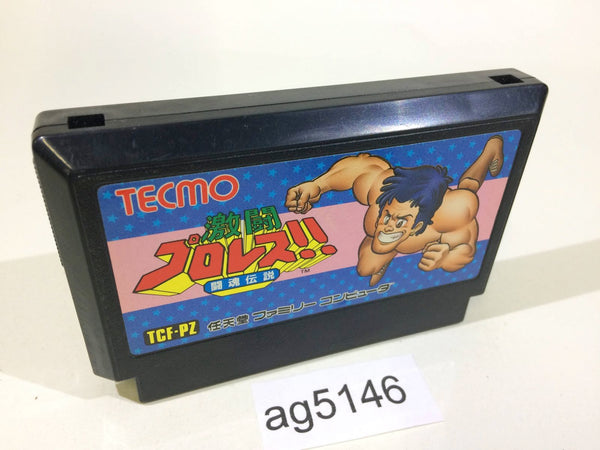 TECMO
激闘
プロレス!!
TM
闘魂伝説
TCF-PZ
任天堂 ファミリー コンピュータ
ag5146